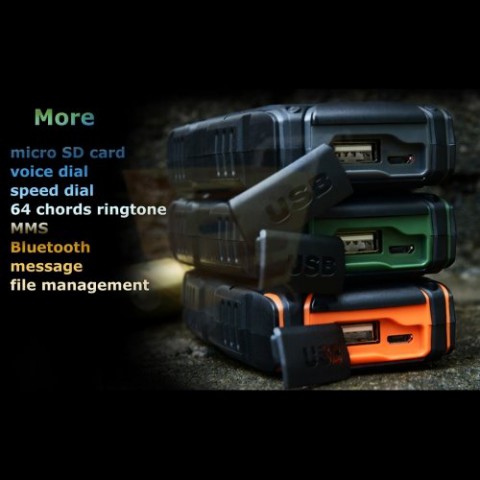 More
micro SD card
voice dial
speed dial
64 chords ringtone
MMS
Bluetooth
message
file management
USB
USB
USB